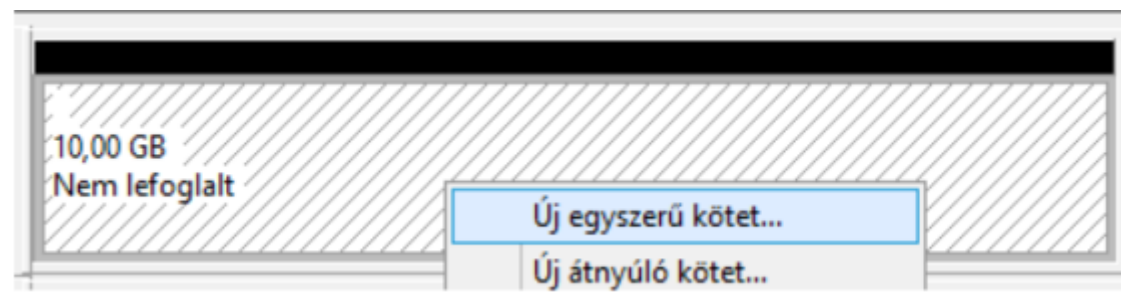 10,00 GB
Nem lefoglalt
Új egyszerű kötet...
Új átnyúló kötet...